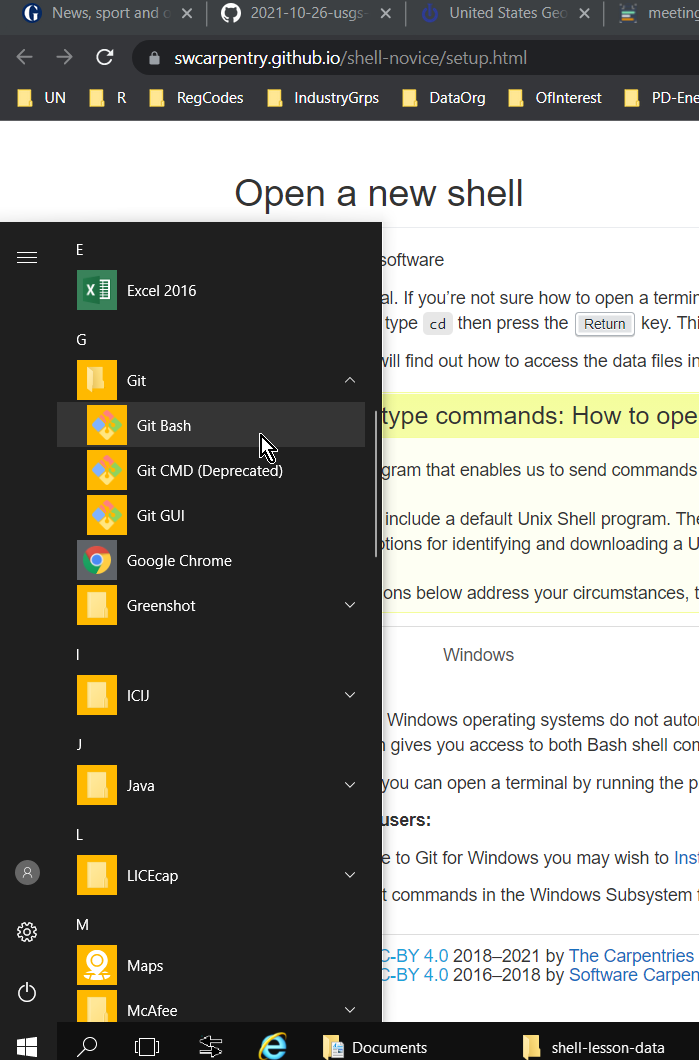 News, sport and o
2021-10-26-usgs-
United States Geo
meeting
swcarpentry.github.io/shell-novice/setup.html
UN
R
RegCodes
IndustryGrps
DataOrg
OfInterest
PD-Ene
Open a new shell
software
al. If you’re not sure how to open a termin
type cd then press the Return key. Thi
will find out how to access the data files in
type commands: How to ope
gram that enables us to send commands
include a default Unix Shell program. The
ptions for identifying and downloading a U
ons below address your circumstances, t
Windows
Windows operating systems do not autor
n gives you access to both Bash shell com
you can open a terminal by running the p
users:
e to Git for Windows you may wish to Inst
t commands in the Windows Subsystem f
C-BY 4.0 2018–2021 by The Carpentries
C-BY 4.0 2016–2018 by Software Carpen
E
Excel 2016
G
Git
Git Bash
Git CMD (Deprecated)
Git GUI
Google Chrome
Greenshot
I
ICIJ
J
Java
L
LICEcap
M
Maps
McAfee
Documents
shell-lesson-data